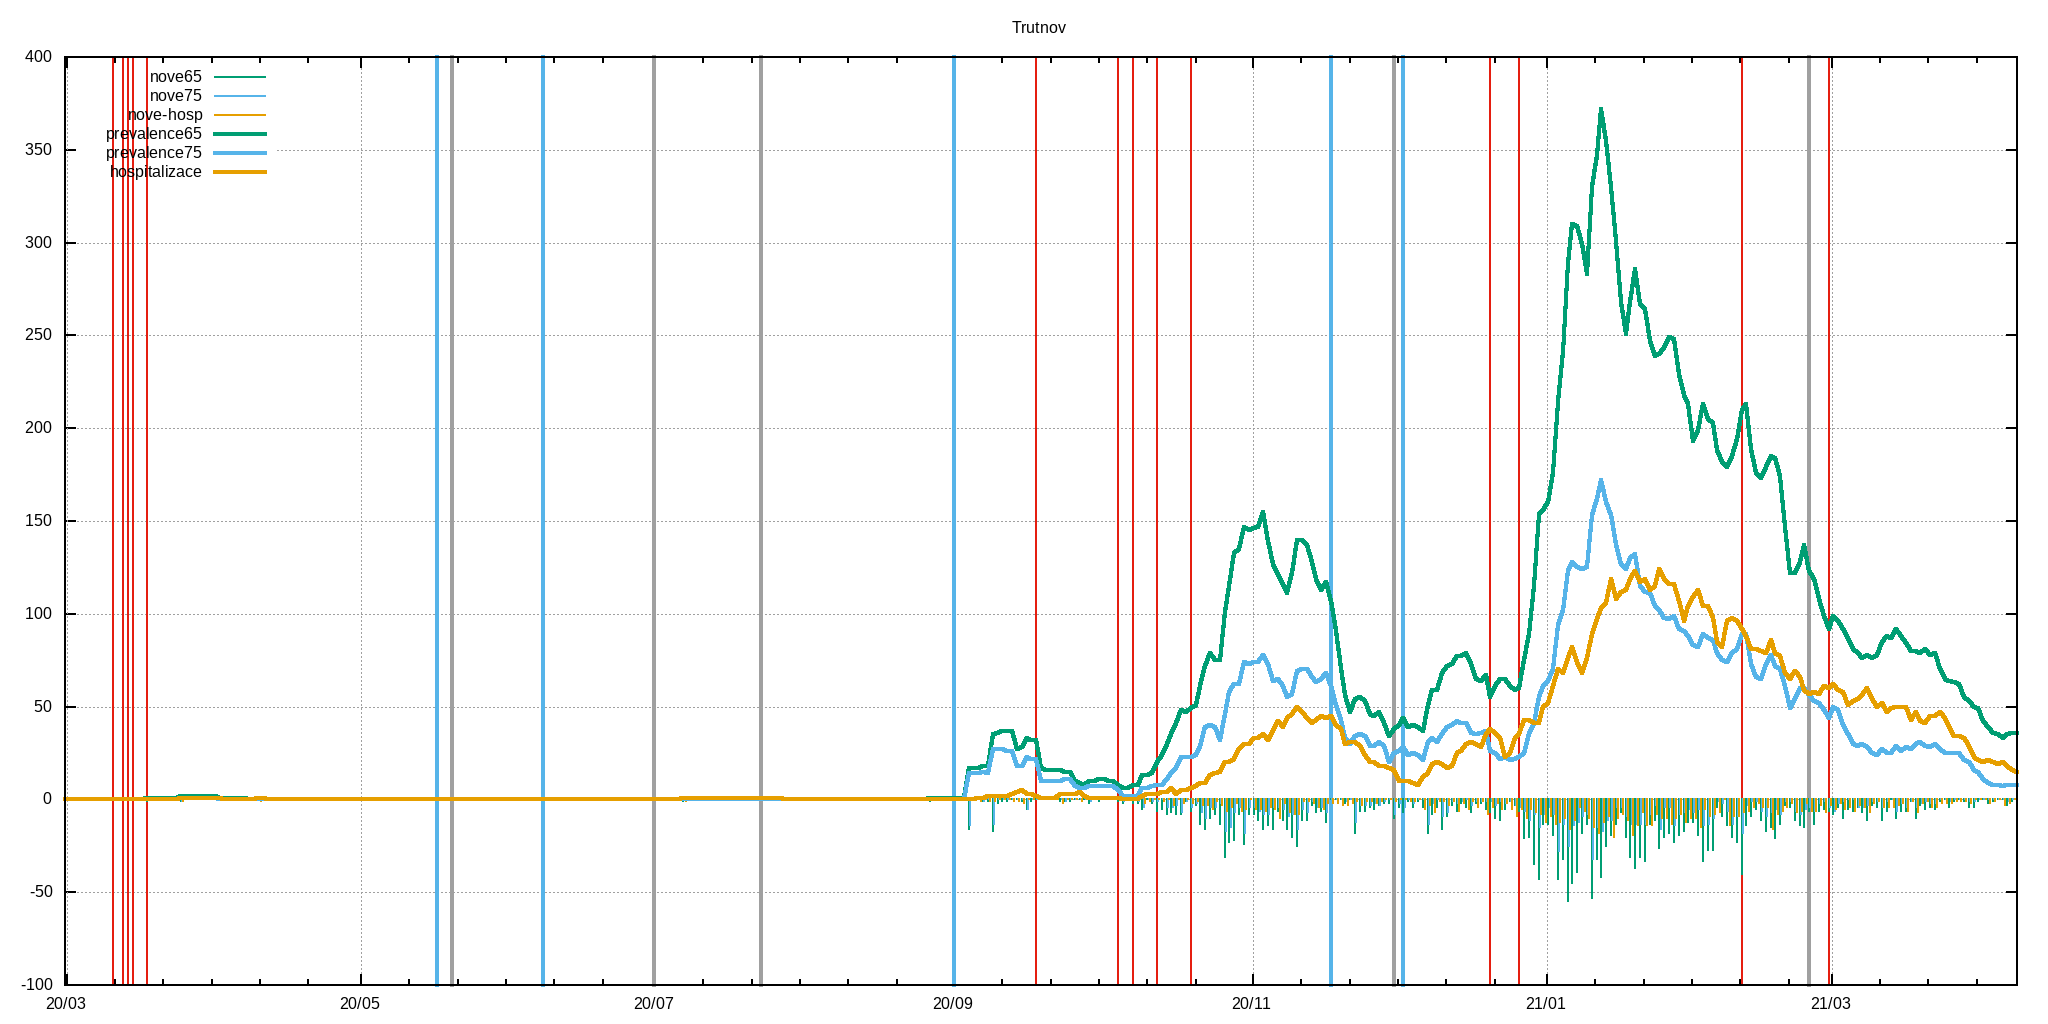 Trutnov
400
350
300
250
200
150
100
50
0
-50
-100
nove65
nove75
nove-hosp
prevalence65
prevalence75
hospitalizace
20/03 20/05 20/07 20/09 20/11 21/01 21/03